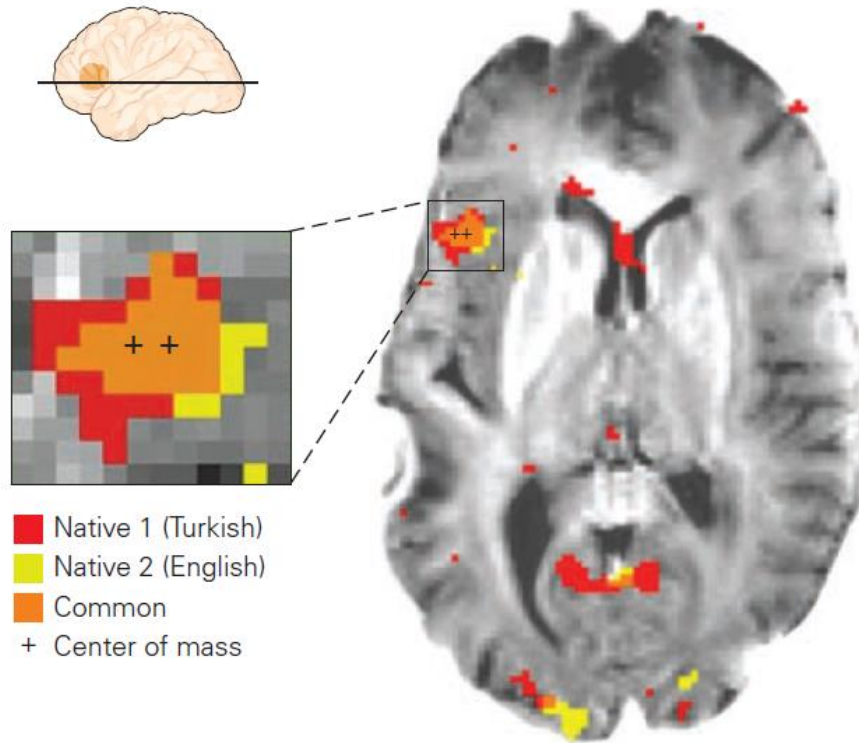 Native 1 (Turkish)
Native 2 (English)
Common
+ Center of mass